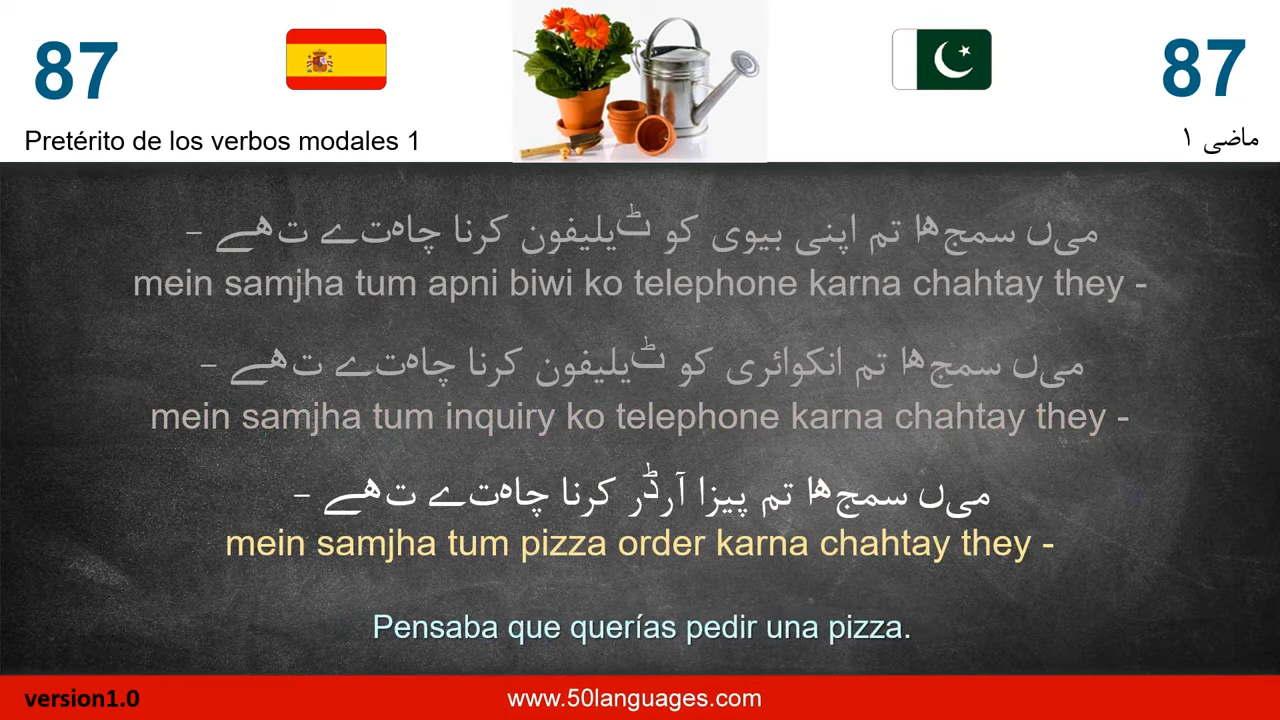 87
87
Pretérito de los verbos modales 1
ماضی ۱
میں سمجھا تم اپنی بیوی کو ٹیلیفون کرنا چاہتے تھے –
mein samjha tum apni biwi ko telephone karna chahtay they -
میں سمجھا تم انکوائری کو ٹیلیفون کرنا چاہتے تھے –
mein samjha tum inquiry ko telephone karna chahtay they -
میں سمجھا تم پیزا آرڈر کرنا چاہتے تھے –
mein samjha tum pizza order karna chahtay they -
Pensaba que querías pedir una pizza.
version1.0
www.50languages.com